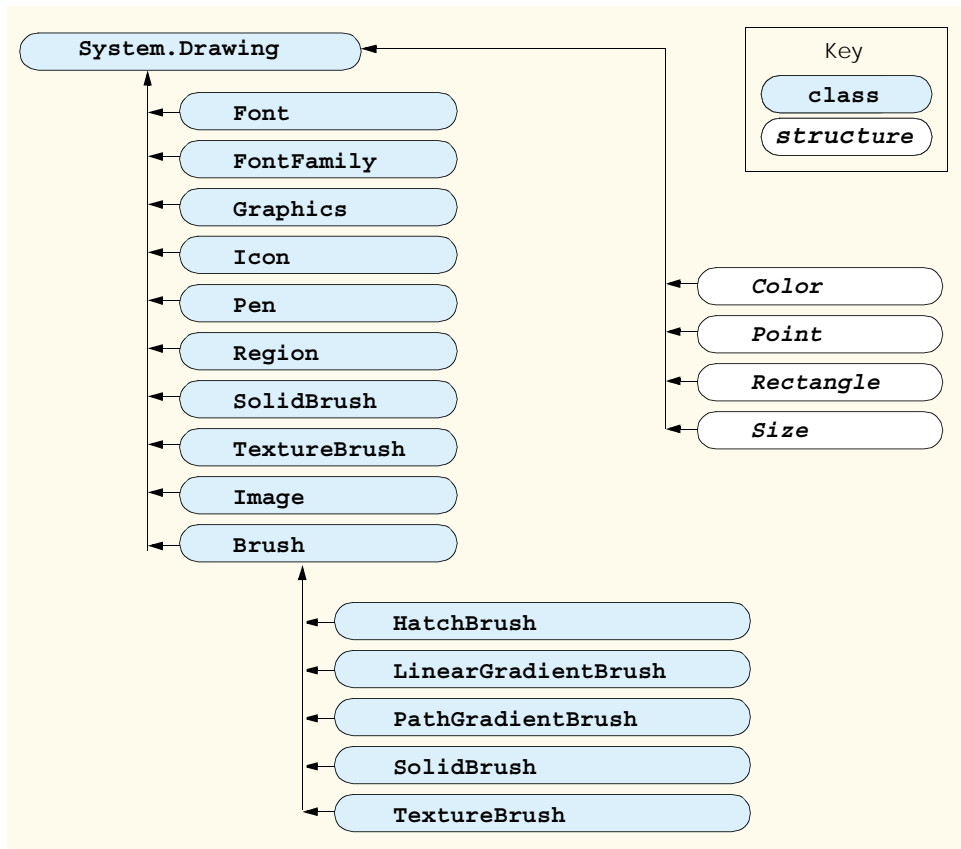 System.Drawing
Key
class
structure
Font
FontFamily
Graphics
Icon
Pen
Region
SolidBrush
TextureBrush
Image
Brush
Color
Point
Rectangle
Size
HatchBrush
LinearGradientBrush
PathGradientBrush
SolidBrush
TextureBrush